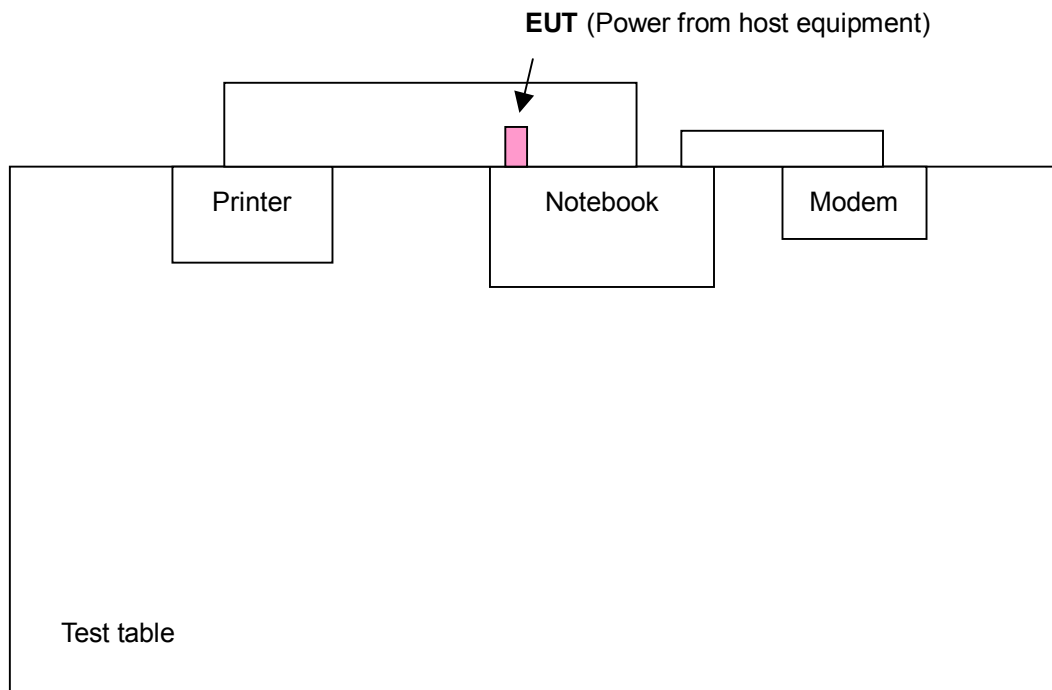 EUT (Power from host equipment)
Printer
Notebook
Modem
Test table